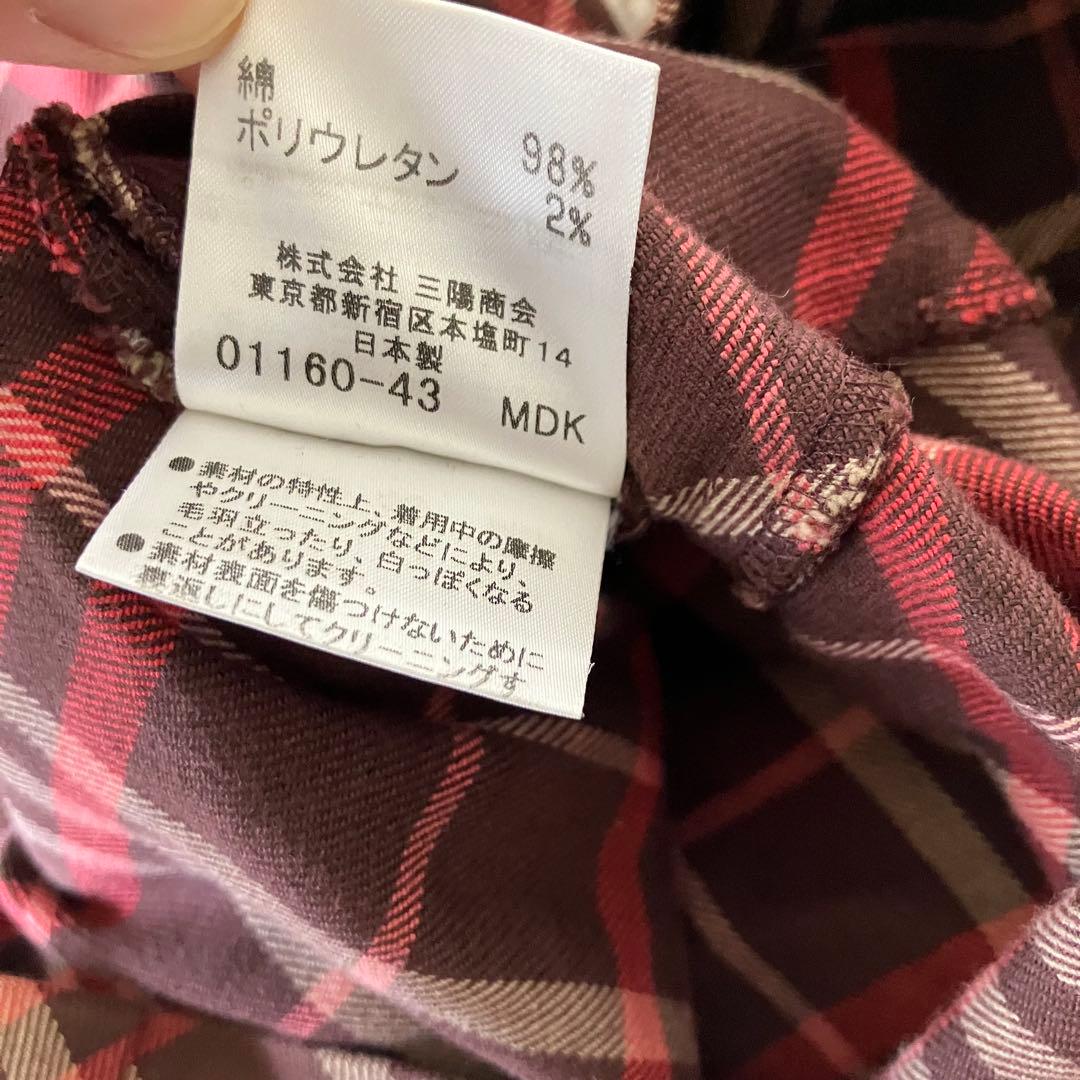 綿 98%
ポリウレタン 2%
株式会社 三陽商会
東京都新宿区本塩町14
日本製
01160-43 MDK
●素材の特性上、着用中の摩擦
やクリーニングなどにより、
毛羽立ったり、白っぽくなる
ことがあります。
●素材表面を傷つけないために
裏返しにしてクリーニングす